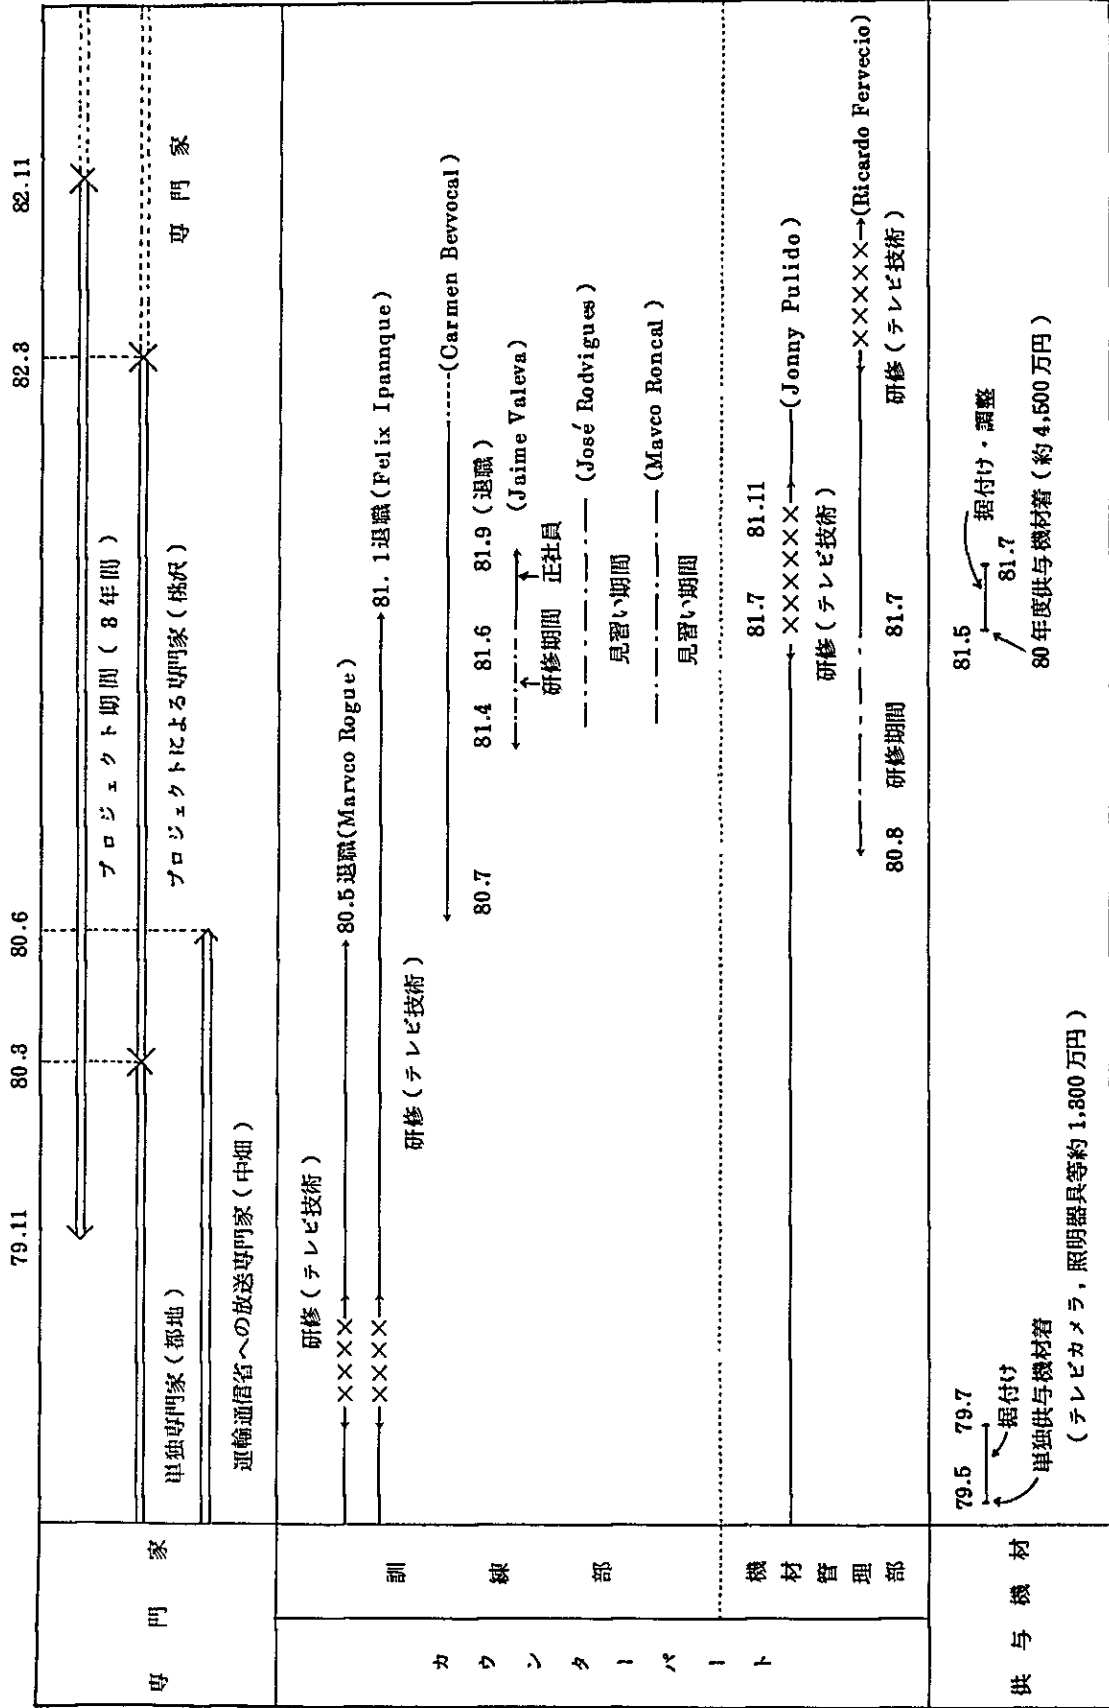 79.11
80.3
80.6
82.3
82.11
専門家
プロジェクト期間(3年間)
プロジェクトによる専門家(桃沢)
専門家
単独専門家(都地)
運輸通信省への放送専門家(中畑)
カウンターパート
訓練部
研修(テレビ技術)
××××
80.5退職(Marvco Rogue)
××××
81.1退職(Felix Ipannque)
研修(テレビ技術)
(Carmen Bevvocal)
80.7
81.4
81.6
81.9(退職)
(Jaime Valeva)
研修期間
正社員
(José Rodvigues)
見習い期間
(Mavco Roncal)
見習い期間
機材管理部
81.7
81.11
××××××
(Jonny Pulido)
研修(テレビ技術)
×××××
(Ricardo Fervecio)
80.8
研修期間
81.7
研修(テレビ技術)
供与機材
79.5
79.7
据付け
単独供与機材着
(テレビカメラ,照明器具等約1,800万円)
81.5
81.7
据付け・調整
80年度供与機材着(約4,500万円)